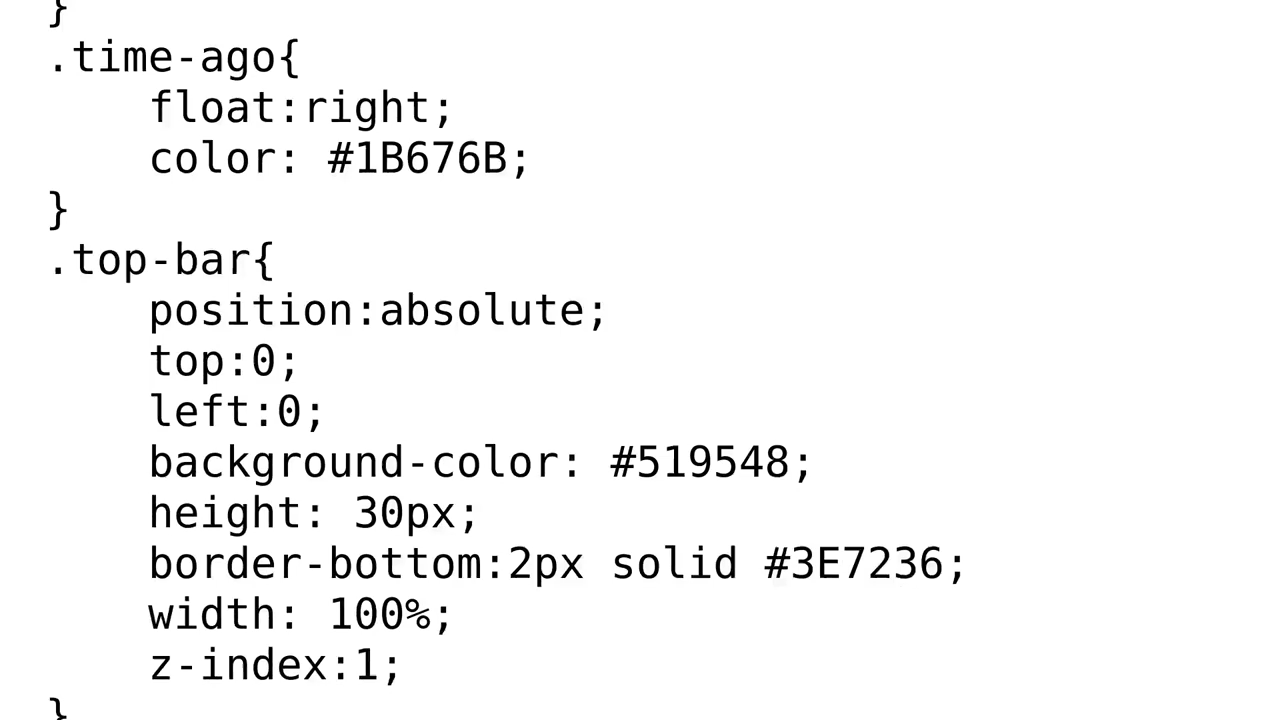 }
.time-ago{
    float:right;
    color: #1B676B;
}
.top-bar{
    position:absolute;
    top:0;
    left:0;
    background-color: #519548;
    height: 30px;
    border-bottom:2px solid #3E7236;
    width: 100%;
    z-index:1;
}